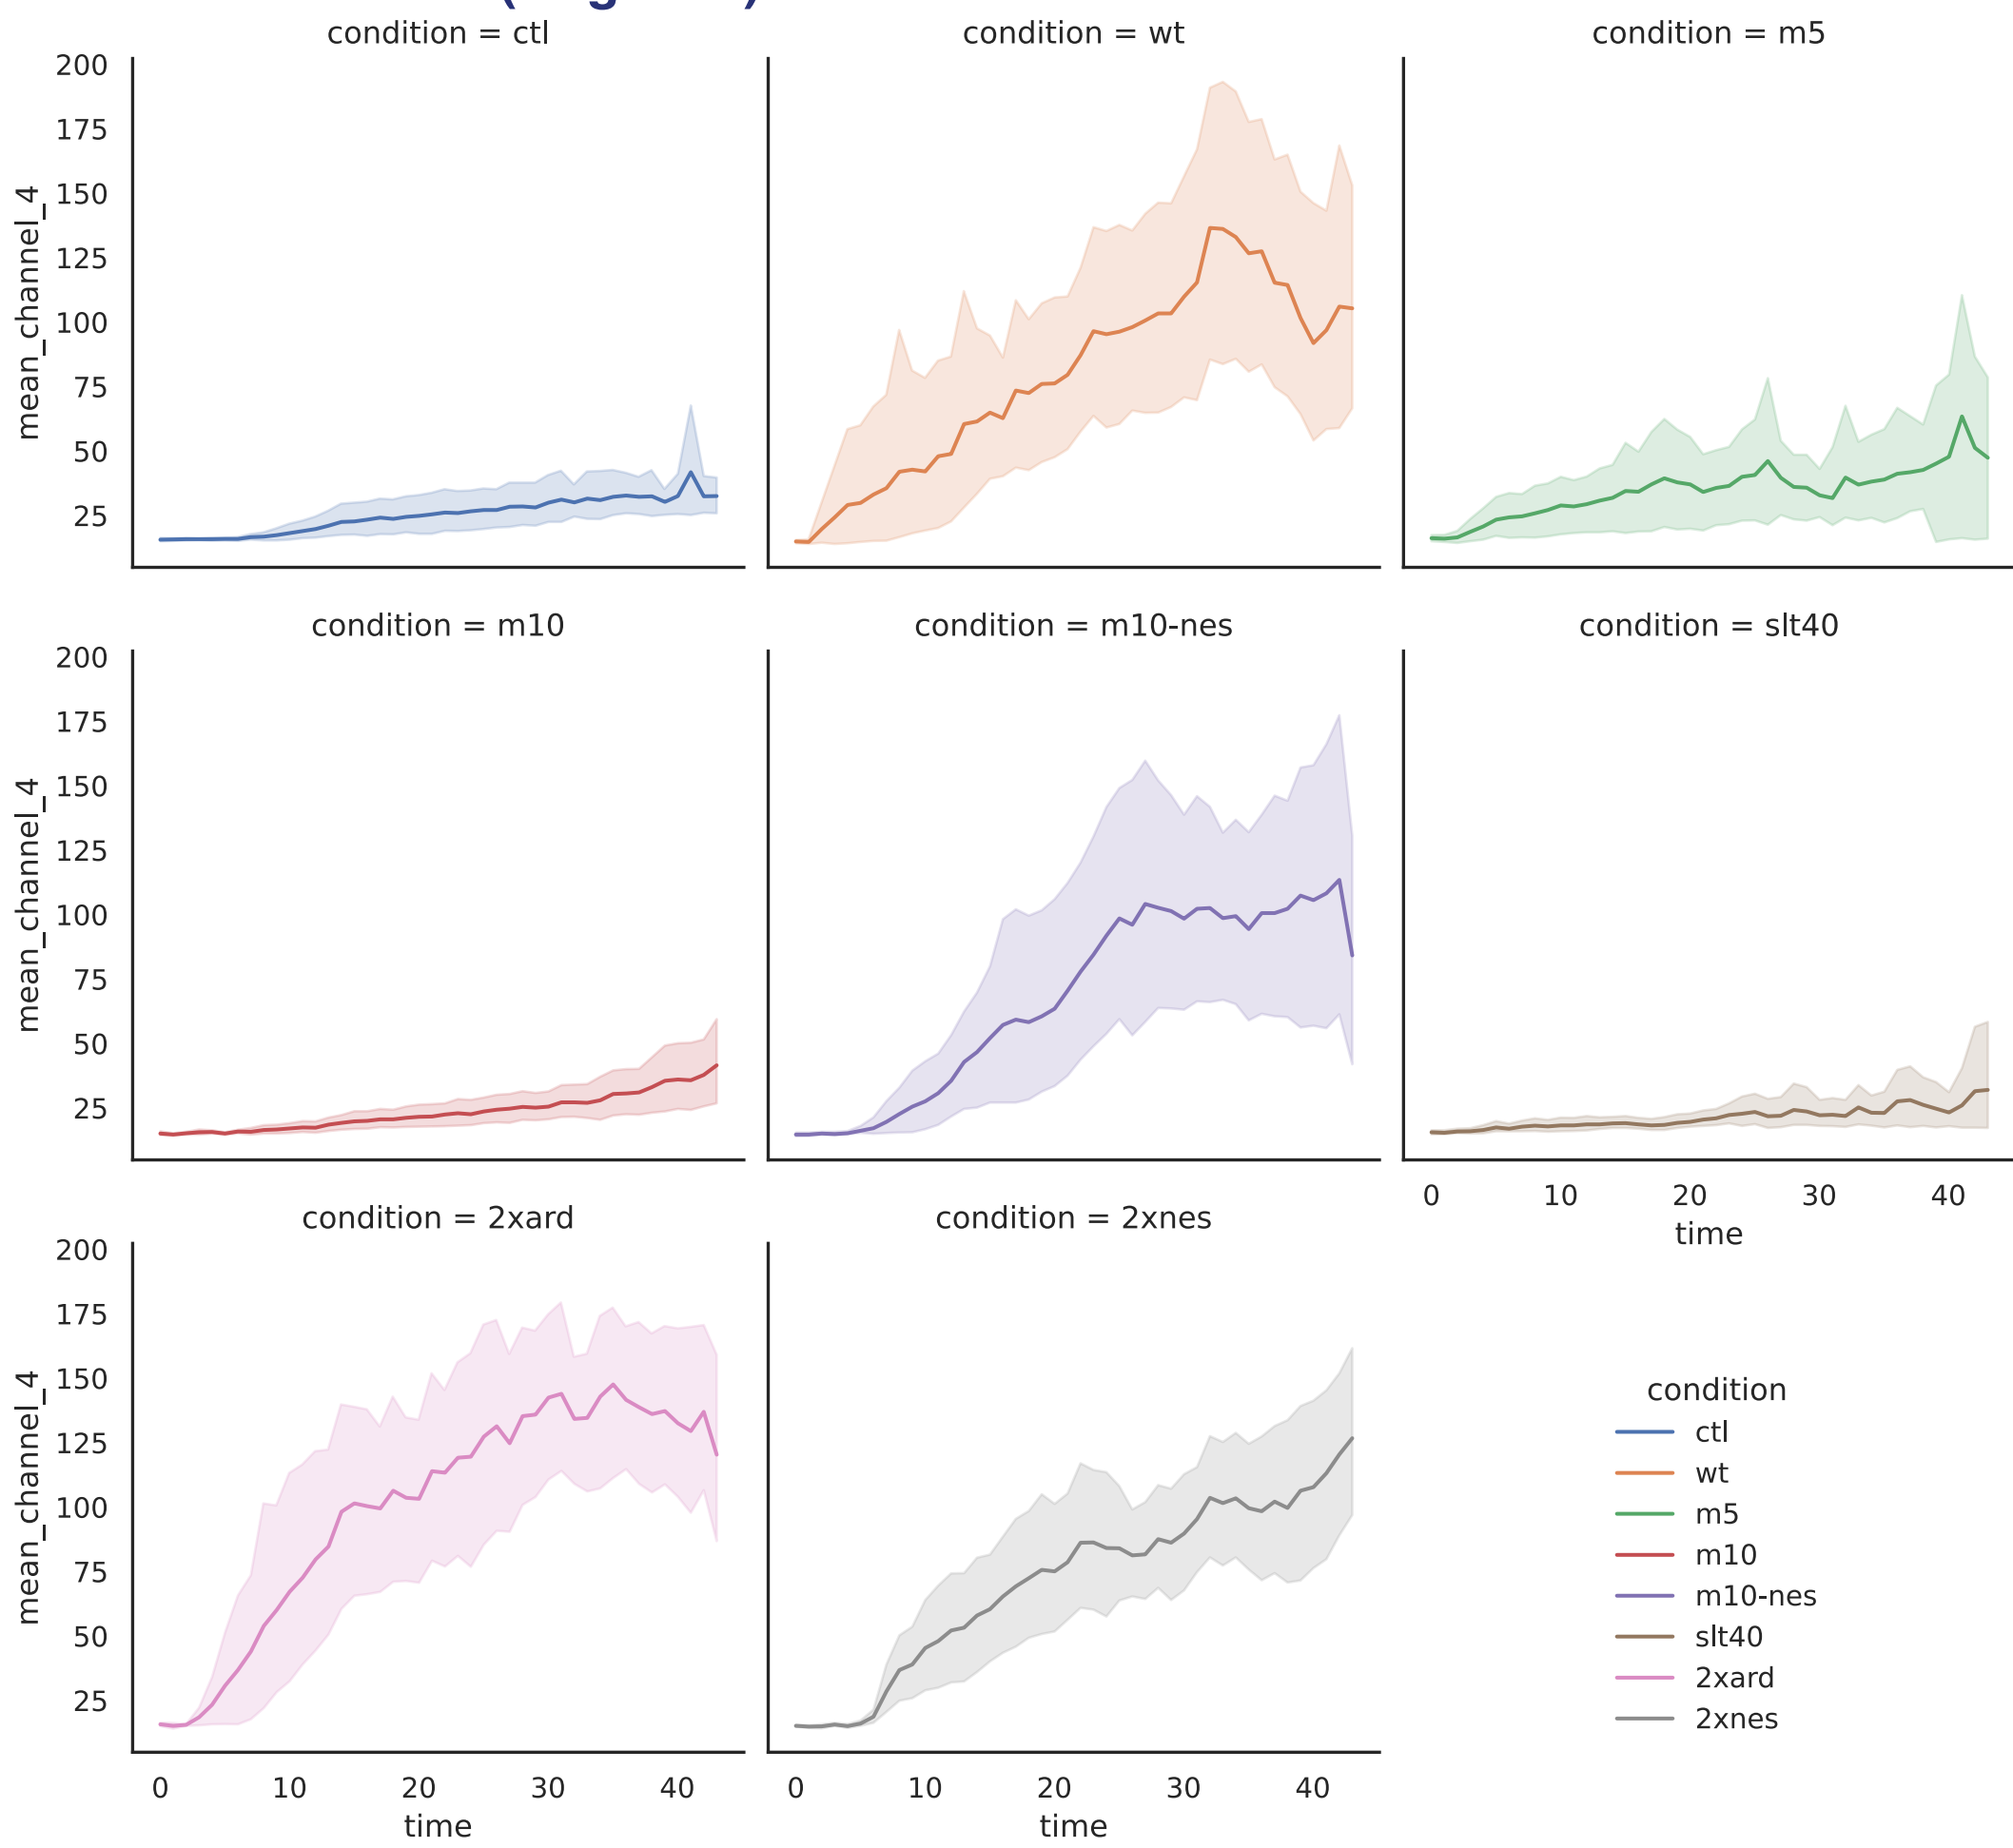 condition = ctl
condition = wt
condition = m5
200
175
150
125
100
75
50
25
mean_channel_4
condition = m10
condition = m10-nes
condition = slt40
200
175
150
125
100
75
50
25
mean_channel_4
0 10 20 30 40
time
condition = 2xard
condition = 2xnes
200
175
150
125
100
75
50
25
mean_channel_4
0 10 20 30 40
time
0 10 20 30 40
time
condition
ctl
wt
m5
m10
m10-nes
slt40
2xard
2xnes